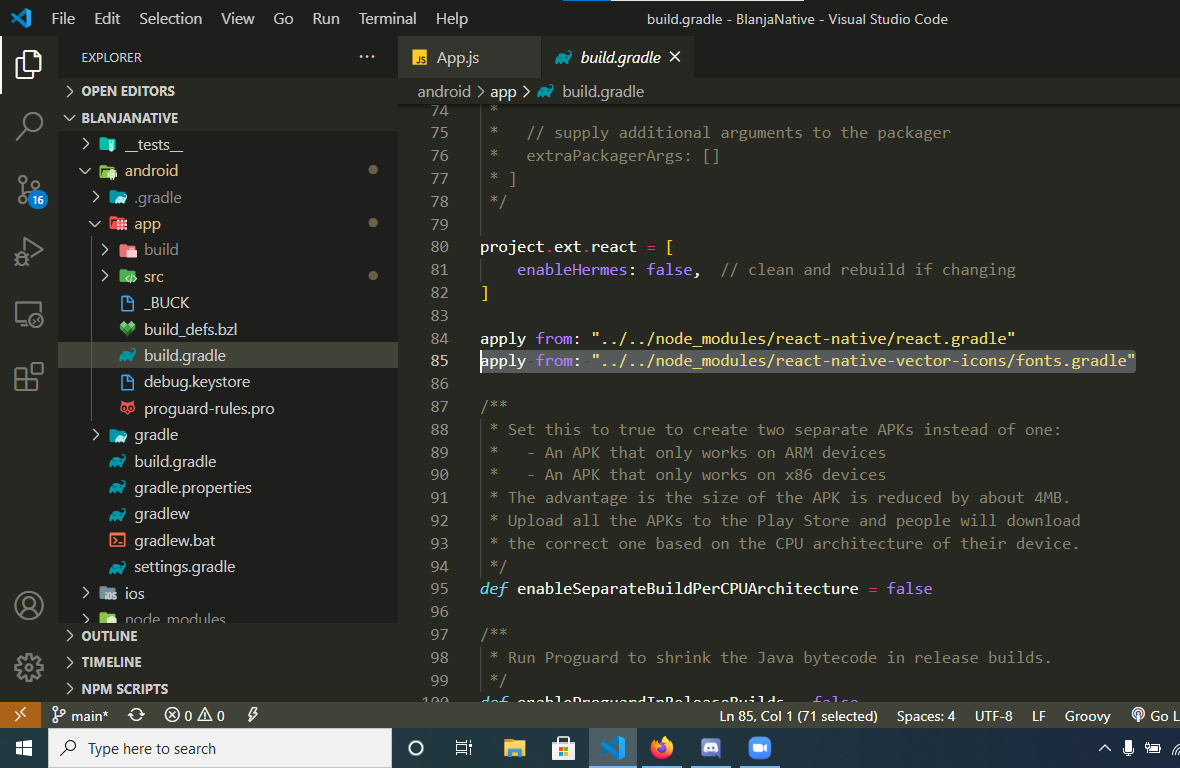 File Edit Selection View Go Run Terminal Help
build.gradle - BlanjaNative - Visual Studio Code
EXPLORER
OPEN EDITORS
BLANJANATIVE
__tests__
android
.gradle
app
build
src
_BUCK
build_defs.bzl
build.gradle
debug.keystore
proguard-rules.pro
gradle
build.gradle
gradle.properties
gradlew
gradlew.bat
settings.gradle
ios
node_modules
OUTLINE
TIMELINE
NPM SCRIPTS
16
JS App.js
build.gradle
android > app > build.gradle
74 *
75 *   // supply additional arguments to the packager
76 *   extraPackagerArgs: []
77 * ]
78 */
79
80 project.ext.react = [
81     enableHermes: false,  // clean and rebuild if changing
82 ]
83
84 apply from: "../../node_modules/react-native/react.gradle"
85 apply from: "../../node_modules/react-native-vector-icons/fonts.gradle"
86
87 /**
88 * Set this to true to create two separate APKs instead of one:
89 *   - An APK that only works on ARM devices
90 *   - An APK that only works on x86 devices
91 * The advantage is the size of the APK is reduced by about 4MB.
92 * Upload all the APKs to the Play Store and people will download
93 * the correct one based on the CPU architecture of their device.
94 */
95 def enableSeparateBuildPerCPUArchitecture = false
96
97 /**
98 * Run Proguard to shrink the Java bytecode in release builds.
99 */
100 def enableProguardInReleaseBuilds = false
main* 0 0
Ln 85, Col 1 (71 selected) Spaces: 4 UTF-8 LF Groovy Go L
Type here to search